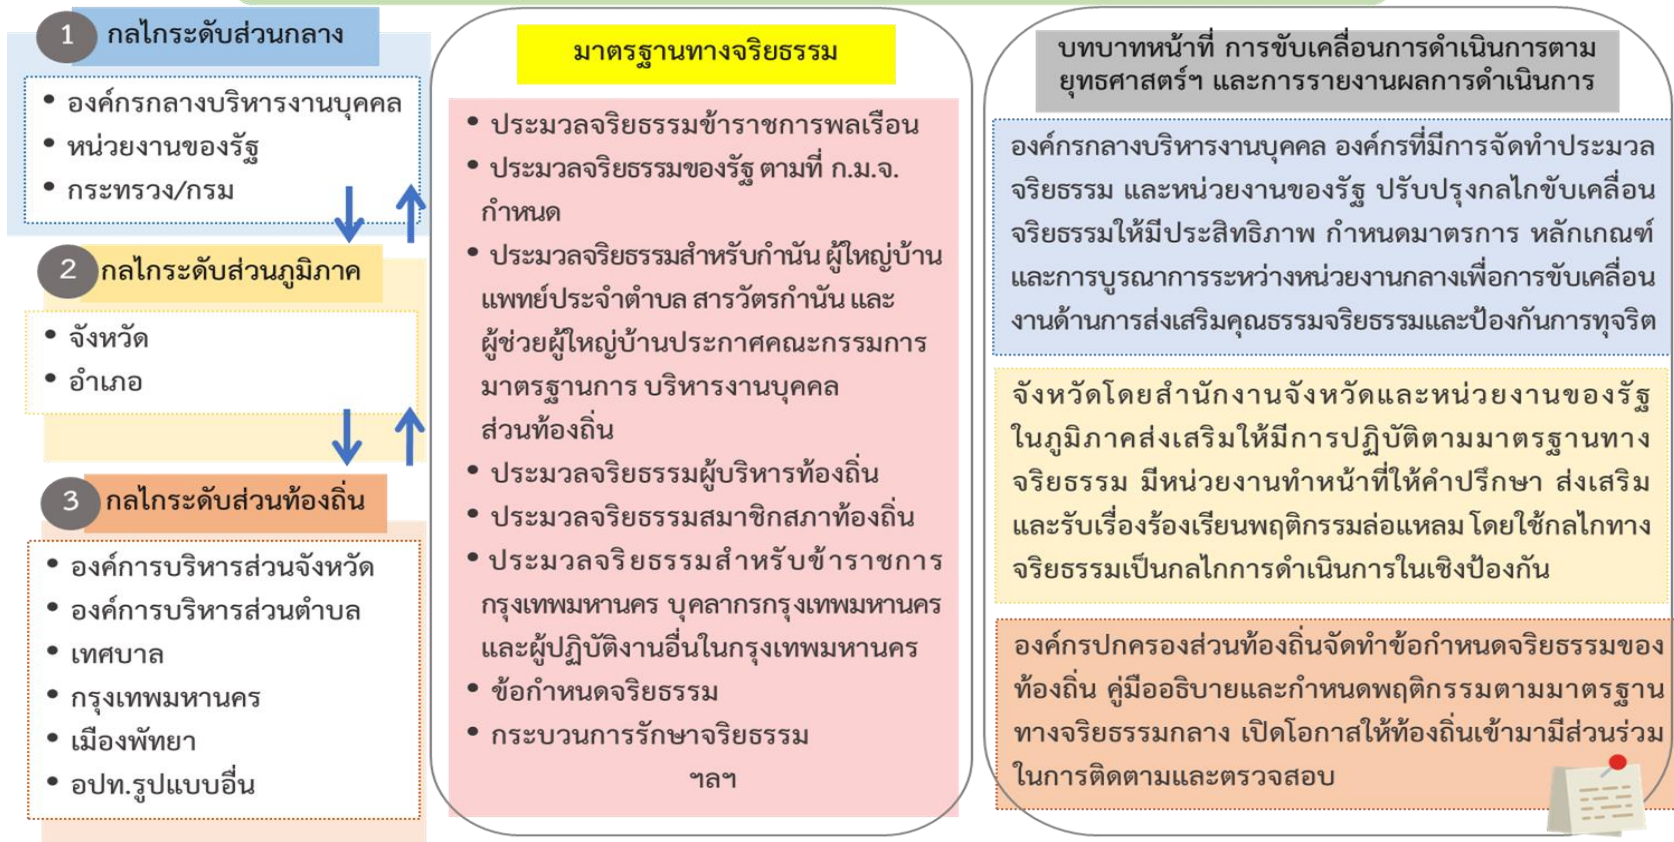 1 กลไกระดับส่วนกลาง
• องค์กรกลางบริหารงานบุคคล
• หน่วยงานของรัฐ
• กระทรวง/กรม
2 กลไกระดับส่วนภูมิภาค
• จังหวัด
• อำเภอ
3 กลไกระดับส่วนท้องถิ่น
• องค์การบริหารส่วนจังหวัด
• องค์การบริหารส่วนตำบล
• เทศบาล
• กรุงเทพมหานคร
• เมืองพัทยา
• อปท.รูปแบบอื่น
มาตรฐานทางจริยธรรม
• ประมวลจริยธรรมข้าราชการพลเรือน
• ประมวลจริยธรรมของรัฐ ตามที่ ก.ม.จ.
กำหนด
• ประมวลจริยธรรมสำหรับกำนัน ผู้ใหญ่บ้าน
แพทย์ประจำตำบล สารวัตรกำนัน และ
ผู้ช่วยผู้ใหญ่บ้านประกาศคณะกรรมการ
มาตรฐานการ บริหารงานบุคคล
ส่วนท้องถิ่น
• ประมวลจริยธรรมผู้บริหารท้องถิ่น
• ประมวลจริยธรรมสมาชิกสภาท้องถิ่น
• ประมวลจริยธรรมสำหรับข้าราชการ
กรุงเทพมหานคร บุคลากรกรุงเทพมหานคร
และผู้ปฏิบัติงานอื่นในกรุงเทพมหานคร
• ข้อกำหนดจริยธรรม
• กระบวนการรักษาจริยธรรม
ฯลฯ
บทบาทหน้าที่ การขับเคลื่อนการดำเนินการตาม
ยุทธศาสตร์ฯ และการรายงานผลการดำเนินการ
องค์กรกลางบริหารงานบุคคล องค์กรที่มีการจัดทำประมวล
จริยธรรม และหน่วยงานของรัฐ ปรับปรุงกลไกขับเคลื่อน
จริยธรรมให้มีประสิทธิภาพ กำหนดมาตรการ หลักเกณฑ์
และการบูรณาการระหว่างหน่วยงานกลางเพื่อการขับเคลื่อน
งานด้านการส่งเสริมคุณธรรมจริยธรรมและป้องกันการทุจริต
จังหวัดโดยสำนักงานจังหวัดและหน่วยงานของรัฐ
ในภูมิภาคส่งเสริมให้มีการปฏิบัติตามมาตรฐานทาง
จริยธรรม มีหน่วยงานทำหน้าที่ให้คำปรึกษา ส่งเสริม
และรับเรื่องร้องเรียนพฤติกรรมล่อแหลม โดยใช้กลไกทาง
จริยธรรมเป็นกลไกการดำเนินการในเชิงป้องกัน
องค์กรปกครองส่วนท้องถิ่นจัดทำข้อกำหนดจริยธรรมของ
ท้องถิ่น คู่มืออธิบายและกำหนดพฤติกรรมตามมาตรฐาน
ทางจริยธรรมกลาง เปิดโอกาสให้ท้องถิ่นเข้ามามีส่วนร่วม
ในการติดตามและตรวจสอบ